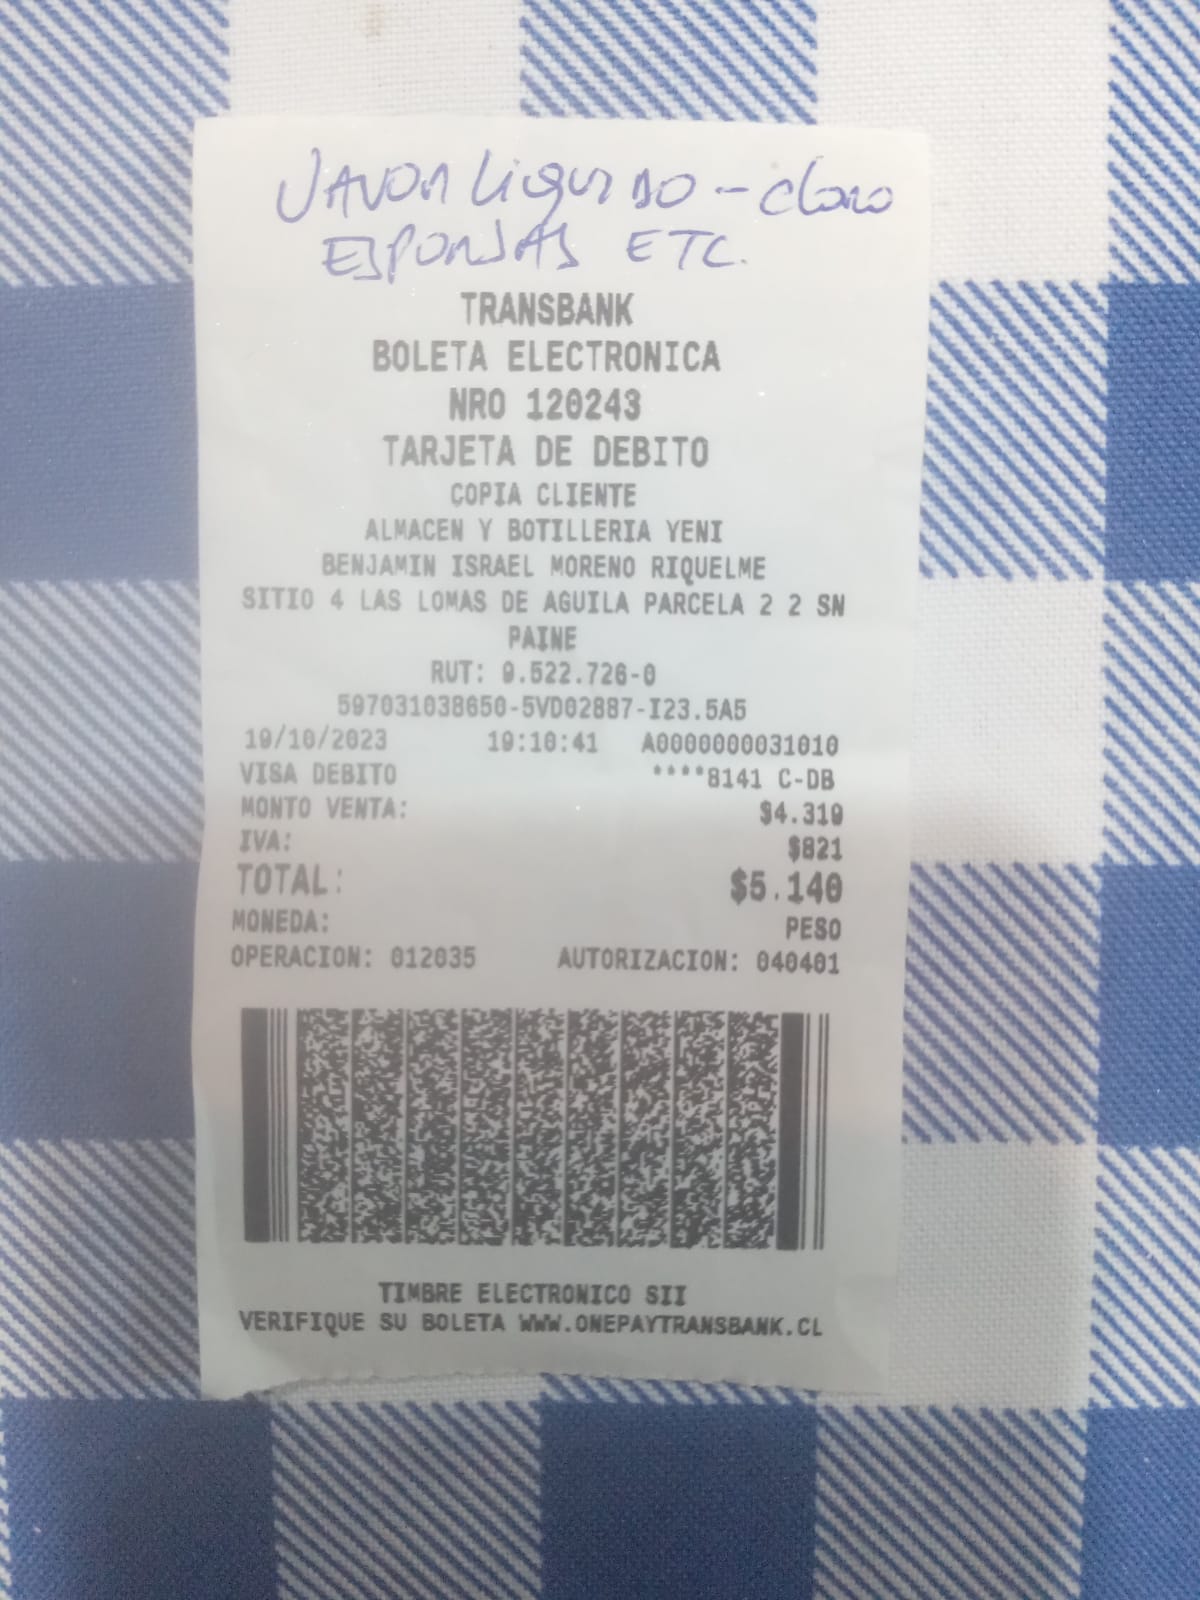 JAVON LiQUIDO - cloro
ESPONJAS ETC.
TRANSBANK
BOLETA ELECTRONICA
NRO 120243
TARJETA DE DEBITO
COPIA CLIENTE
ALMACEN Y BOTILLERIA YENI
BENJAMIN ISRAEL MORENO RIQUELME
SITIO 4 LAS LOMAS DE AGUILA PARCELA 2 2 SN
PAINE
RUT: 9.522.726-0
597031038650-5VD02887-I23.5A5
19/10/2023 19:10:41 A0000000031010
VISA DEBITO ****8141 C-DB
MONTO VENTA: $4.319
IVA: $821
TOTAL: $5.140
MONEDA: PESO
OPERACION: 012035 AUTORIZACION: 040401
TIMBRE ELECTRONICO SII
VERIFIQUE SU BOLETA WWW.ONEPAYTRANSBANK.CL